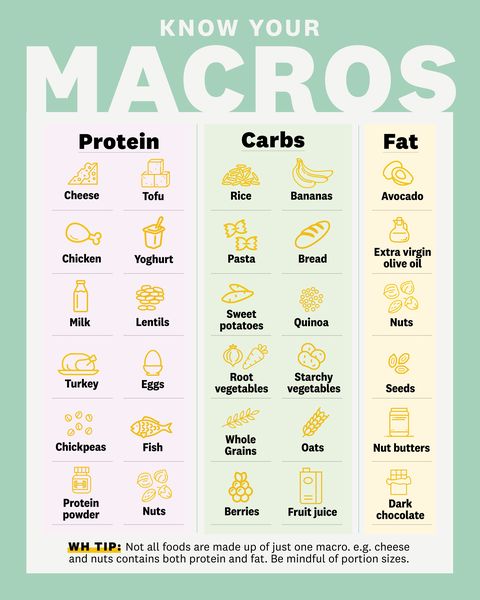 KNOW YOUR
MACROS
Protein
Carbs
Fat
Cheese
Tofu
Rice
Bananas
Avocado
Chicken
Yoghurt
Pasta
Bread
Extra virgin
olive oil
Milk
Lentils
Sweet
potatoes
Quinoa
Nuts
Turkey
Eggs
Root
vegetables
Starchy
vegetables
Seeds
Chickpeas
Fish
Whole
Grains
Oats
Nut butters
Protein
powder
Nuts
Berries
Fruit juice
Dark
chocolate
WH TIP: Not all foods are made up of just one macro. e.g. cheese
and nuts contains both protein and fat. Be mindful of portion sizes.